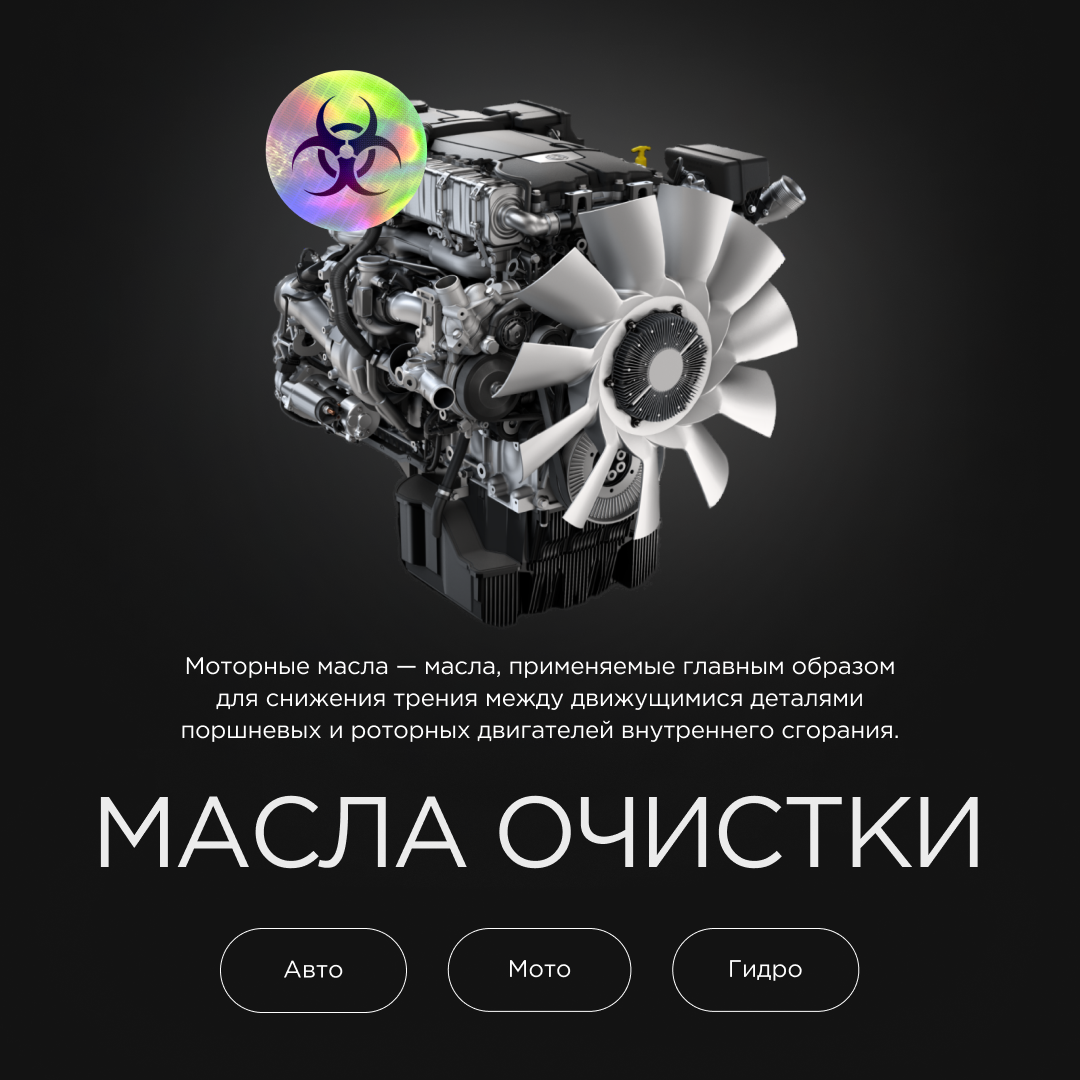 Моторные масла — масла, применяемые главным образом
для снижения трения между движущимися деталями
поршневых и роторных двигателей внутреннего сгорания.
МАСЛА ОЧИСТКИ
Авто
Мото
Гидро